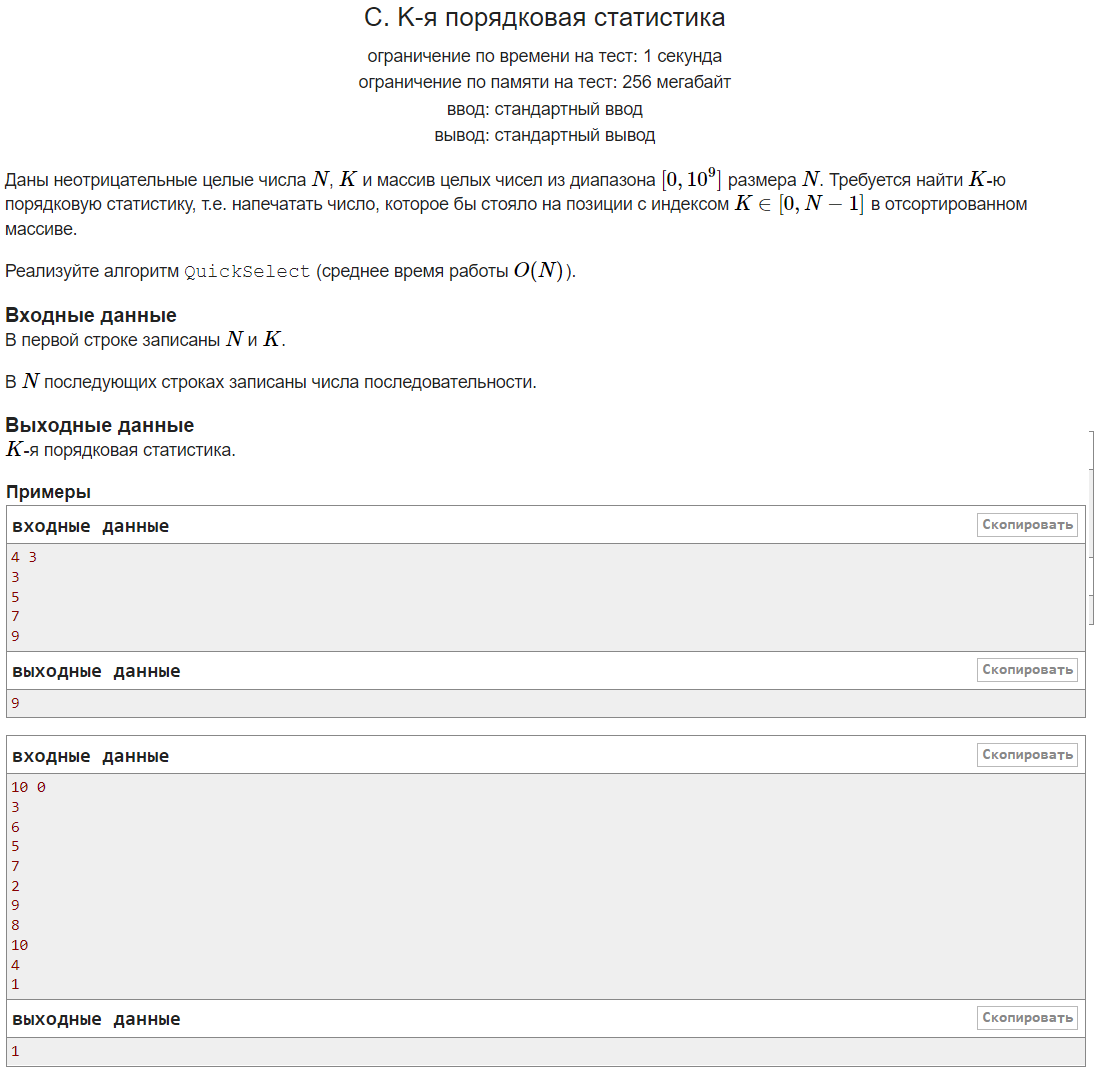 C. K-я порядковая статистика
ограничение по времени на тест: 1 секунда
ограничение по памяти на тест: 256 мегабайт
ввод: стандартный ввод
вывод: стандартный вывод
Даны неотрицательные целые числа N, K и массив целых чисел из диапазона [0, 10⁹] размера N. Требуется найти K-ю
порядковую статистику, т.е. напечатать число, которое бы стояло на позиции с индексом K ∈ [0, N − 1] в отсортированном
массиве.
Реализуйте алгоритм QuickSelect (среднее время работы O(N)).
Входные данные
В первой строке записаны N и K.
В N последующих строках записаны числа последовательности.
Выходные данные
K-я порядковая статистика.
Примеры
входные данные Скопировать
4 3
3
5
7
9
выходные данные Скопировать
9
входные данные Скопировать
10 0
3
6
5
7
2
9
8
10
4
1
выходные данные Скопировать
1